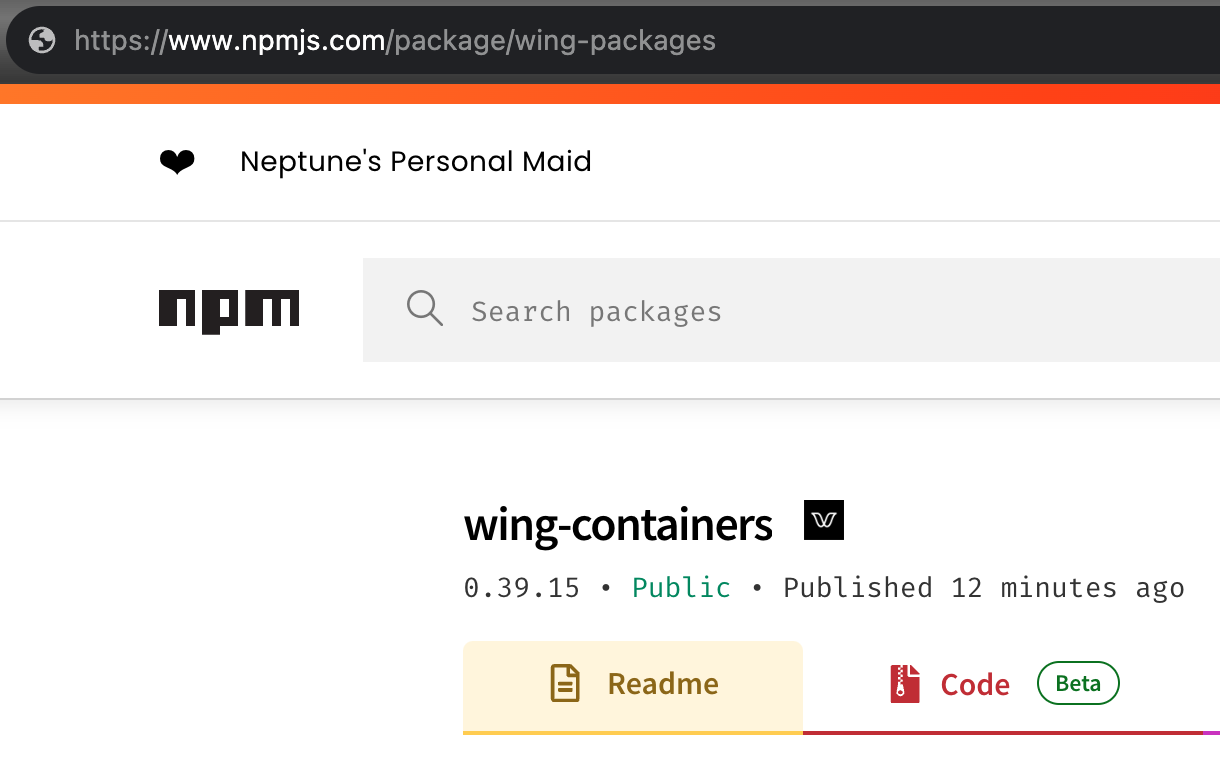 https://www.npmjs.com/package/wing-packages
❤ Neptune's Personal Maid
npm
Search packages
wing-containers
0.39.15 • Public • Published 12 minutes ago
Readme
Code Beta